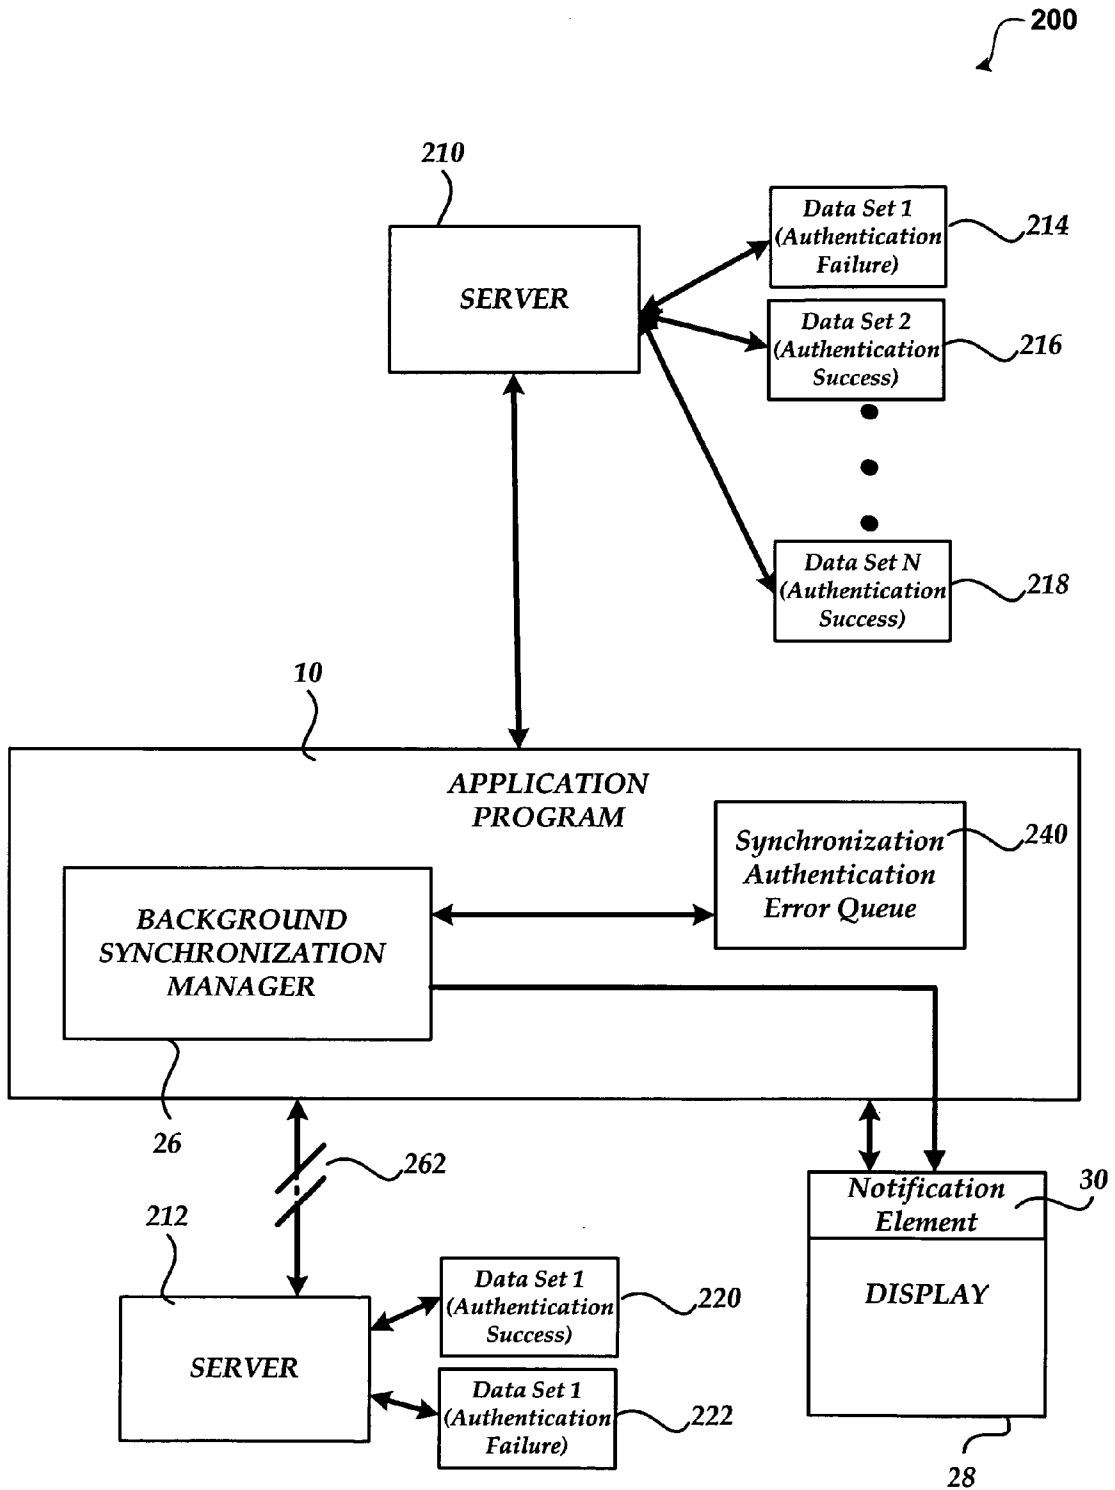 200
210
SERVER
Data Set 1
(Authentication
Failure)
214
Data Set 2
(Authentication
Success)
216
Data Set N
(Authentication
Success)
218
10
APPLICATION
PROGRAM
Synchronization
Authentication
Error Queue
240
BACKGROUND
SYNCHRONIZATION
MANAGER
26
262
212
SERVER
Data Set 1
(Authentication
Success)
220
Data Set 1
(Authentication
Failure)
222
Notification
Element
30
DISPLAY
28